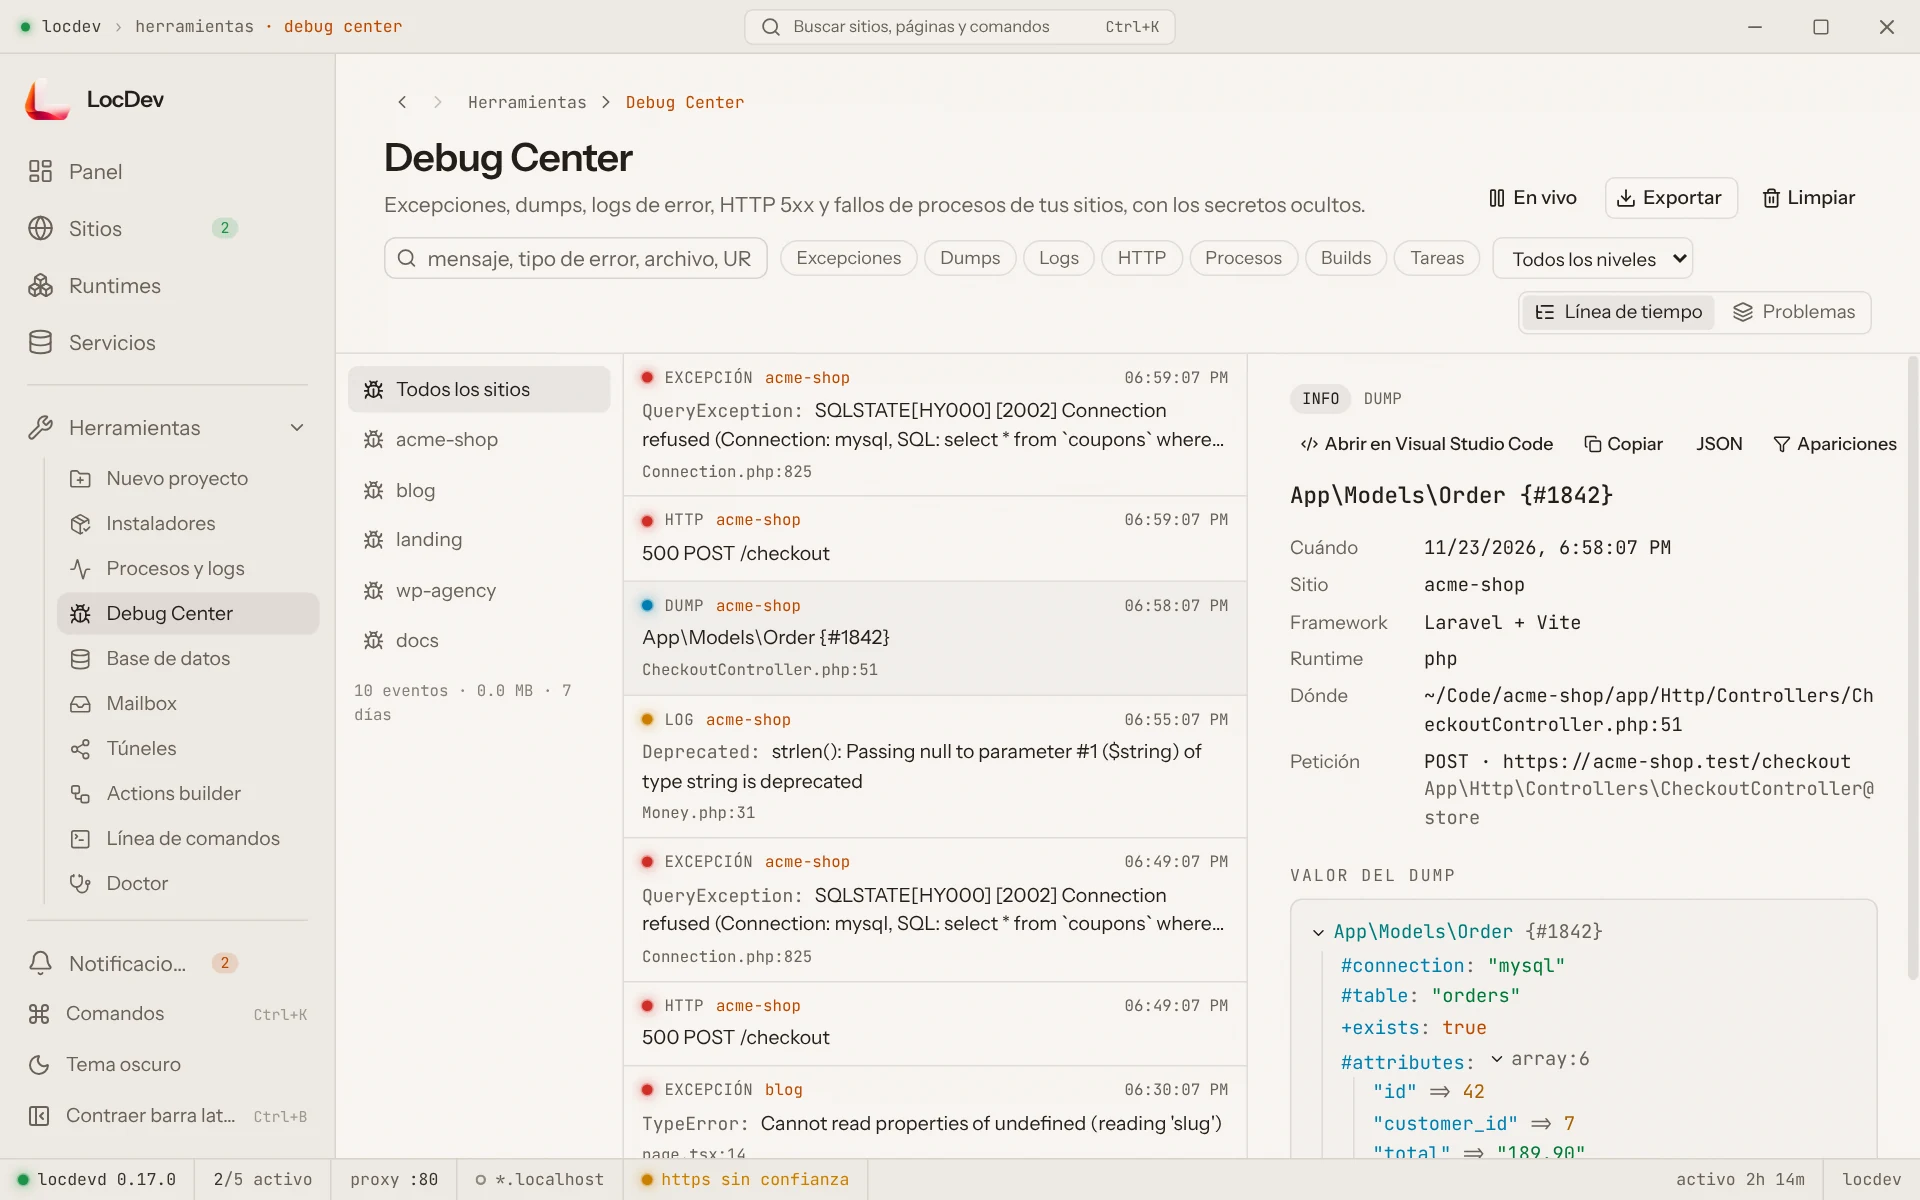 locdev › herramientas · debug center
Buscar sitios, páginas y comandos Ctrl+K
LocDev
Panel
Sitios 2
Runtimes
Servicios
Herramientas
Nuevo proyecto
Instaladores
Procesos y logs
Debug Center
Base de datos
Mailbox
Túneles
Actions builder
Línea de comandos
Doctor
Notificacio... 2
Comandos Ctrl+K
Tema oscuro
Contraer barra lat... Ctrl+B
Herramientas > Debug Center
Debug Center
Excepciones, dumps, logs de error, HTTP 5xx y fallos de procesos de tus sitios, con los secretos ocultos.
En vivo Exportar Limpiar
mensaje, tipo de error, archivo, UR
Excepciones Dumps Logs HTTP Procesos Builds Tareas Todos los niveles
Línea de tiempo Problemas
Todos los sitios
acme-shop
blog
landing
wp-agency
docs
10 eventos · 0.0 MB · 7
días
EXCEPCIÓN acme-shop 06:59:07 PM
QueryException: SQLSTATE[HY000] [2002] Connection
refused (Connection: mysql, SQL: select * from `coupons` where...
Connection.php:825
HTTP acme-shop 06:59:07 PM
500 POST /checkout
DUMP acme-shop 06:58:07 PM
App\Models\Order {#1842}
CheckoutController.php:51
LOG acme-shop 06:55:07 PM
Deprecated: strlen(): Passing null to parameter #1 ($string) of
type string is deprecated
Money.php:31
EXCEPCIÓN acme-shop 06:49:07 PM
QueryException: SQLSTATE[HY000] [2002] Connection
refused (Connection: mysql, SQL: select * from `coupons` where...
Connection.php:825
HTTP acme-shop 06:49:07 PM
500 POST /checkout
EXCEPCIÓN blog 06:30:07 PM
TypeError: Cannot read properties of undefined (reading 'slug')
page.tsx:14
INFO DUMP
Abrir en Visual Studio Code Copiar JSON Apariciones
App\Models\Order {#1842}
Cuándo 11/23/2026, 6:58:07 PM
Sitio acme-shop
Framework Laravel + Vite
Runtime php
Dónde ~/Code/acme-shop/app/Http/Controllers/Ch
eckoutController.php:51
Petición POST · https://acme-shop.test/checkout
App\Http\Controllers\CheckoutController@
store
VALOR DEL DUMP
App\Models\Order {#1842}
#connection: "mysql"
#table: "orders"
+exists: true
#attributes: array:6
"id" => 42
"customer_id" => 7
"total" => "189.90"
locdevd 0.17.0 2/5 activo proxy :80 *.localhost https sin confianza activo 2h 14m locdev